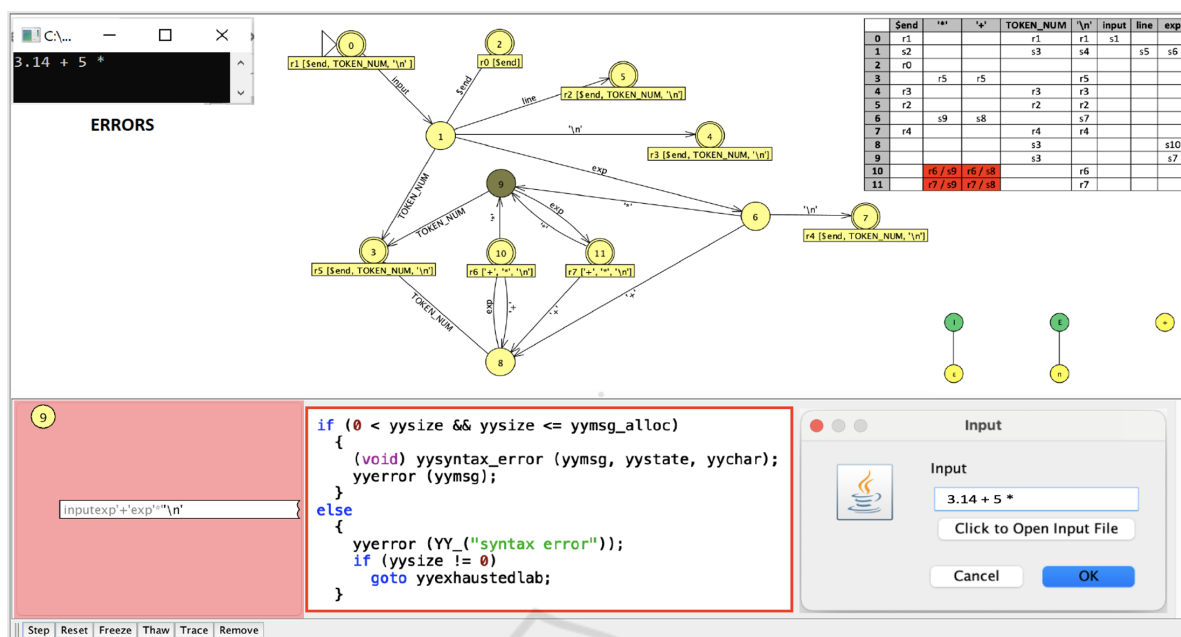 C:\...
3.14 + 5 *
ERRORS
0
r1 [$end, TOKEN_NUM, '\n' ]
2
r0 [$end]
5
r2 [$end, TOKEN_NUM, '\n']
input
$end
line
1
'\n'
4
r3 [$end, TOKEN_NUM, '\n']
exp
TOKEN_NUM
9
TOKEN_NUM
exp
'*'
'*'
'*'
6
'\n'
7
r4 [$end, TOKEN_NUM, '\n']
3
r5 [$end, TOKEN_NUM, '\n']
10
r6 ['+', '*', '\n']
11
r7 ['+', '*', '\n']
TOKEN_NUM
exp
'+'
'+'
'+'
8
$end '*' '+' TOKEN_NUM '\n' input line exp
0 r1 r1 r1 s1
1 s2 s3 s4 s5 s6
2 r0
3 r5 r5 r5
4 r3 r3 r3
5 r2 r2 r2
6 s9 s8 s7
7 r4 r4 r4
8 s3 s10
9 s3 s7
10 r6 / s9 r6 / s8 r6
11 r7 / s9 r7 / s8 r7
I
E
+
ε
n
9
inputexp'+'exp'*''\n'
if (0 < yysize && yysize <= yymsg_alloc)
{
(void) yysyntax_error (yymsg, yystate, yychar);
yyerror (yymsg);
}
else
{
yyerror (YY_("syntax error"));
if (yysize != 0)
goto yyexhaustedlab;
}
Input
Input
3.14 + 5 *
Click to Open Input File
Cancel
OK
Step Reset Freeze Thaw Trace Remove